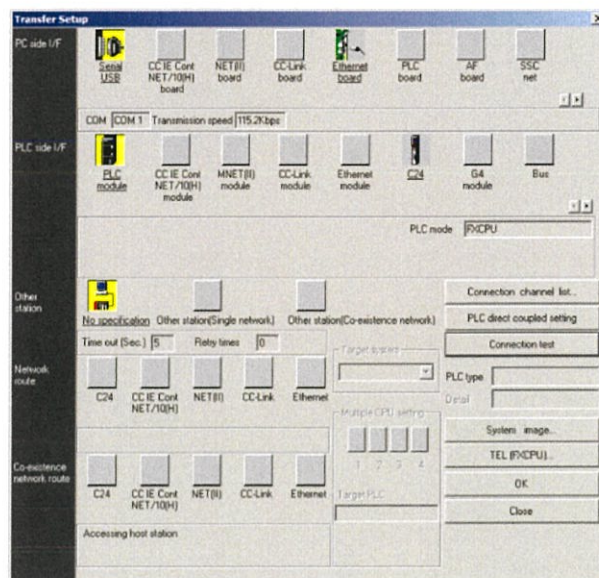 Transfer Setup
PC side I/F
Serial USB
CC IE Cont NET/10(H) board
NET(II) board
CC-Link board
Ethernet board
PLC board
AF board
SSC net
COM COM 1 Transmission speed 115.2Kbps
PLC side I/F
PLC module
CC IE Cont NET/10(H) module
MNET(II) module
CC-Link module
Ethernet module
C24
G4 module
Bus
PLC mode FXCPU
Other station
No specification
Other station(Single network)
Other station(Co-existence network)
Connection channel list...
PLC direct coupled setting
Time out (Sec.) 5 Retry times 0
Connection test
Target system
Network route
C24
CC IE Cont NET/10(H)
NET(II)
CC-Link
Ethernet
PLC type
Detail
Multiple CPU setting
1 2 3 4
System image...
TEL (FXCPU)...
Co-existence network route
C24
CC IE Cont NET/10(H)
NET(II)
CC-Link
Ethernet
Target PLC
OK
Close
Accessing host station